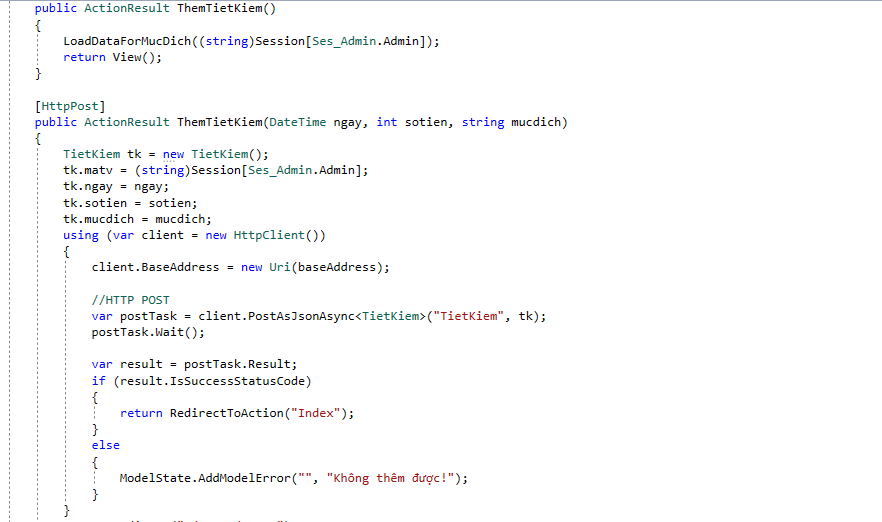 public ActionResult ThemTietKiem()
{
LoadDataForMucDich((string)Session[Ses_Admin.Admin]);
return View();
}
[HttpPost]
public ActionResult ThemTietKiem(DateTime ngay, int sotien, string mucdich)
{
TietKiem tk = new TietKiem();
tk.matv = (string)Session[Ses_Admin.Admin];
tk.ngay = ngay;
tk.sotien = sotien;
tk.mucdich = mucdich;
using (var client = new HttpClient())
{
client.BaseAddress = new Uri(baseAddress);
//HTTP POST
var postTask = client.PostAsJsonAsync<TietKiem>("TietKiem", tk);
postTask.Wait();
var result = postTask.Result;
if (result.IsSuccessStatusCode)
{
return RedirectToAction("Index");
}
else
{
ModelState.AddModelError("", "Không thêm được!");
}
}